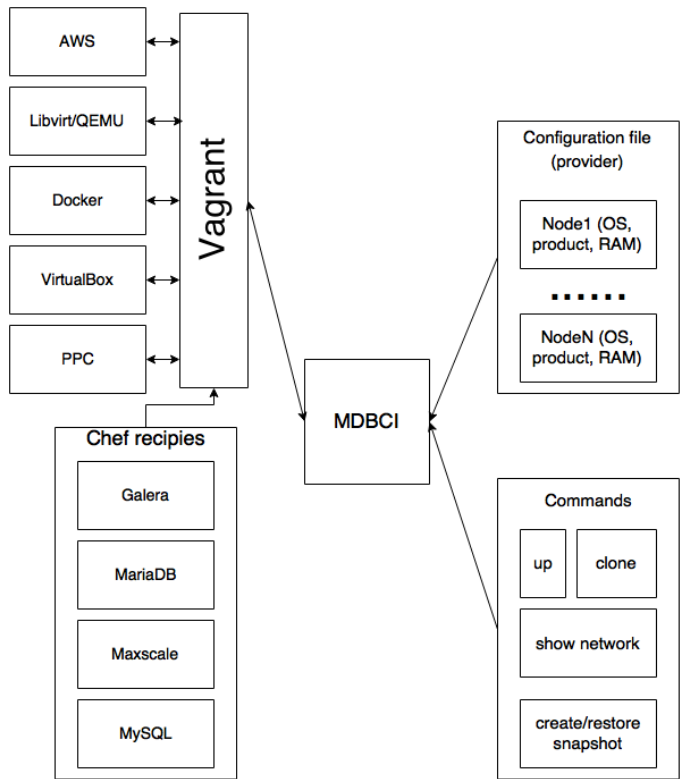 AWS
Libvirt/QEMU
Docker
VirtualBox
PPC
Vagrant
Chef recipies
Galera
MariaDB
Maxscale
MySQL
MDBCI
Configuration file
(provider)
Node1 (OS,
product, RAM)
......
NodeN (OS,
product, RAM)
Commands
up
clone
show network
create/restore
snapshot